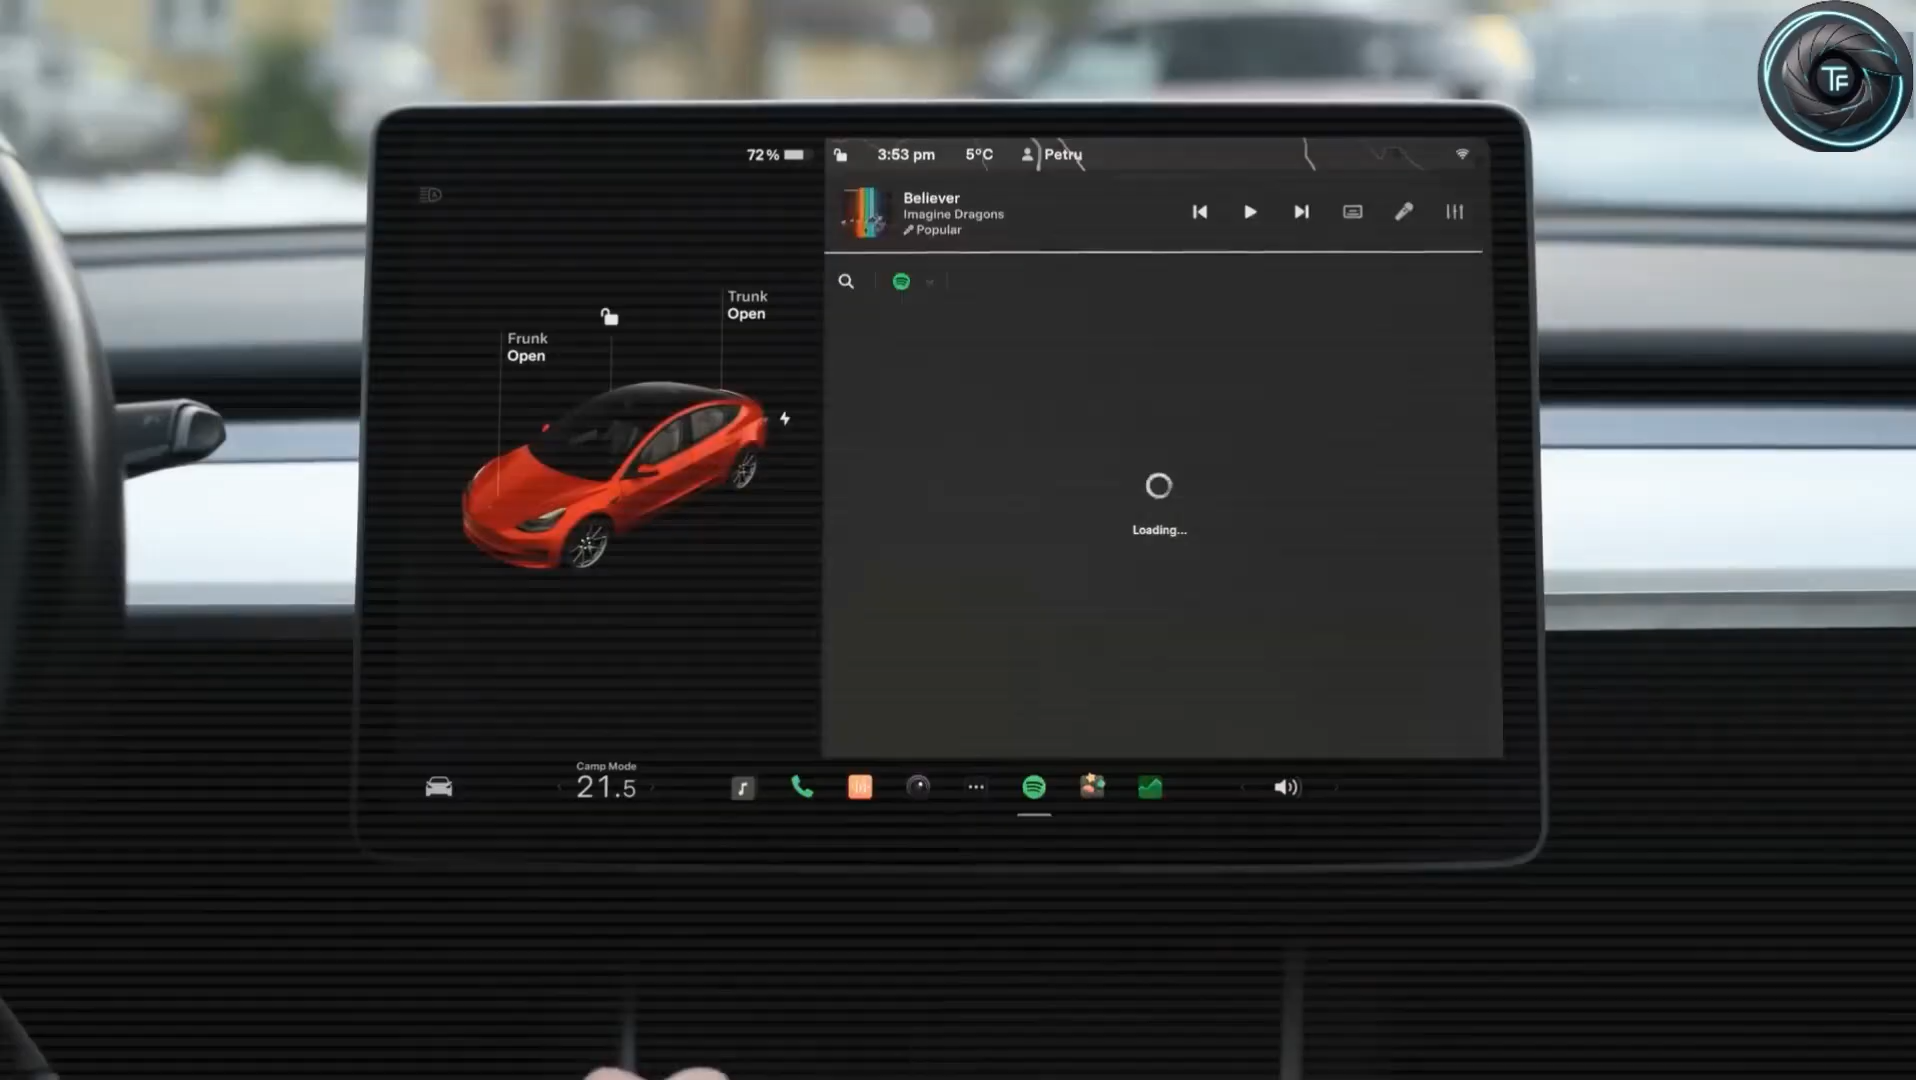 TF
72%
3:53 pm
5°C
Petru
Believer
Imagine Dragons
Popular
Trunk
Open
Frunk
Open
Loading...
Camp Mode
21.5